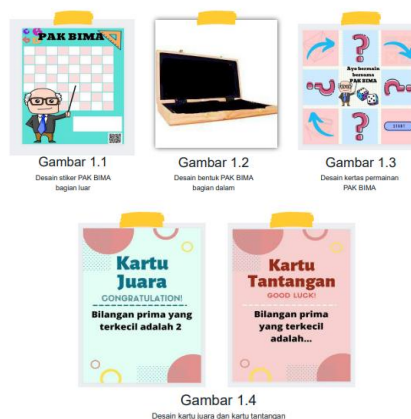 PAK BIMA
Gambar 1.1
Desain stiker PAK BIMA
bagian luar
Gambar 1.2
Desain bentuk PAK BIMA
bagian dalam
Ayo bermain
bersama
PAK BIMA
START
Gambar 1.3
Desain kertas permainan
PAK BIMA
Kartu
Juara
CONGRATULATION!
Bilangan prima yang
terkecil adalah 2
Kartu
Tantangan
GOOD LUCK!
Bilangan prima
yang terkecil
adalah...
Gambar 1.4
Desain kartu juara dan kartu tantangan